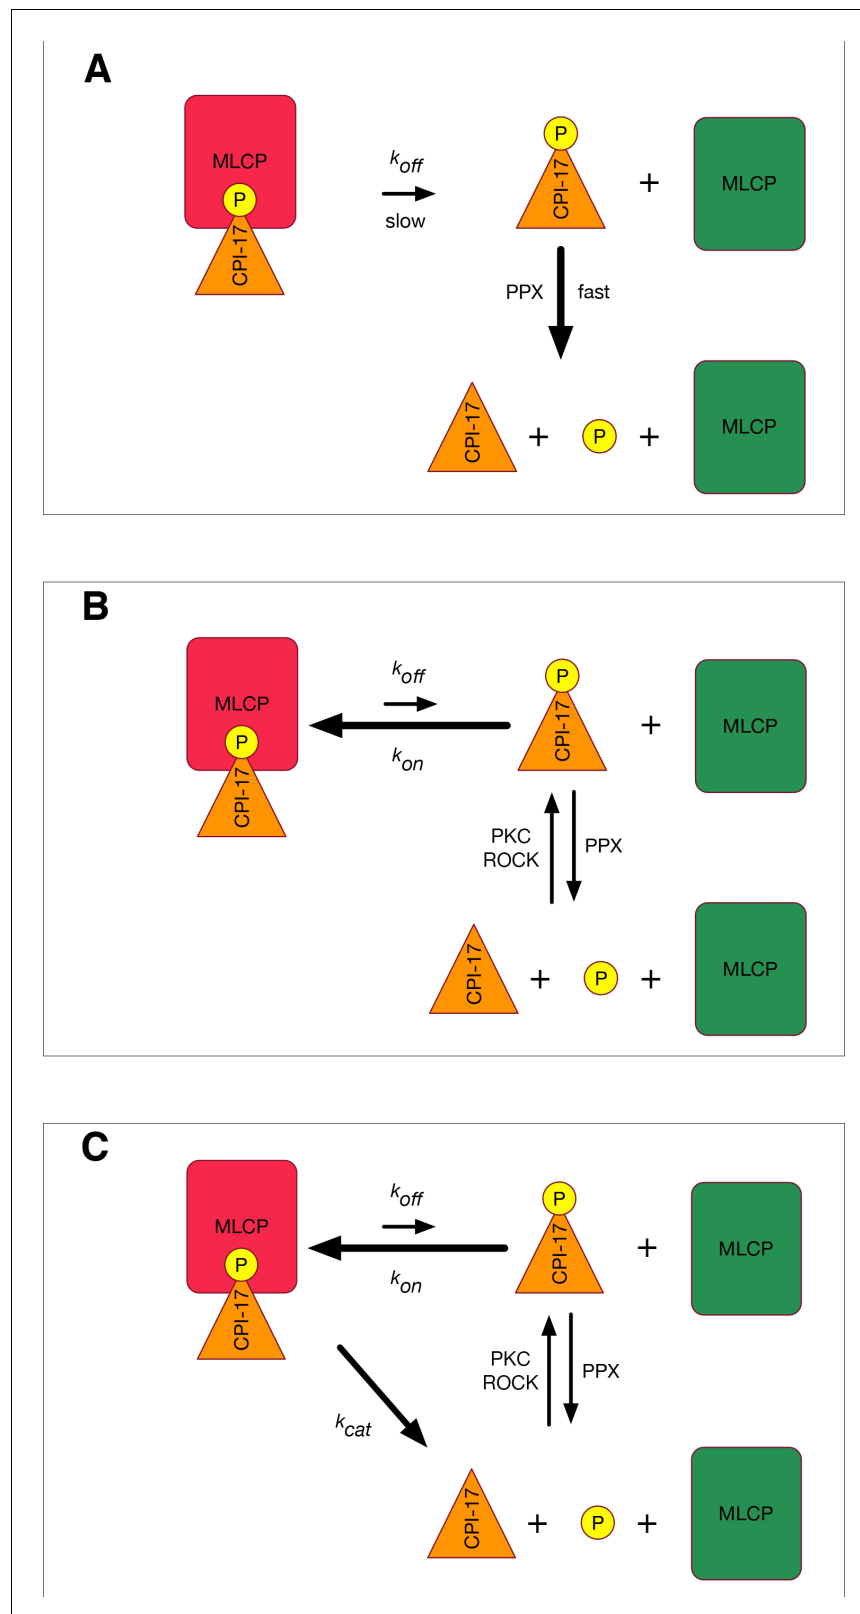 A
MLCP
P
CPI-17
koff
slow
P
CPI-17
+
MLCP
PPX
fast
CPI-17
+
P
+
MLCP
B
MLCP
P
CPI-17
koff
kon
P
CPI-17
+
MLCP
PKC
ROCK
PPX
CPI-17
+
P
+
MLCP
C
MLCP
P
CPI-17
koff
kon
P
CPI-17
+
MLCP
PKC
ROCK
PPX
kcat
CPI-17
+
P
+
MLCP